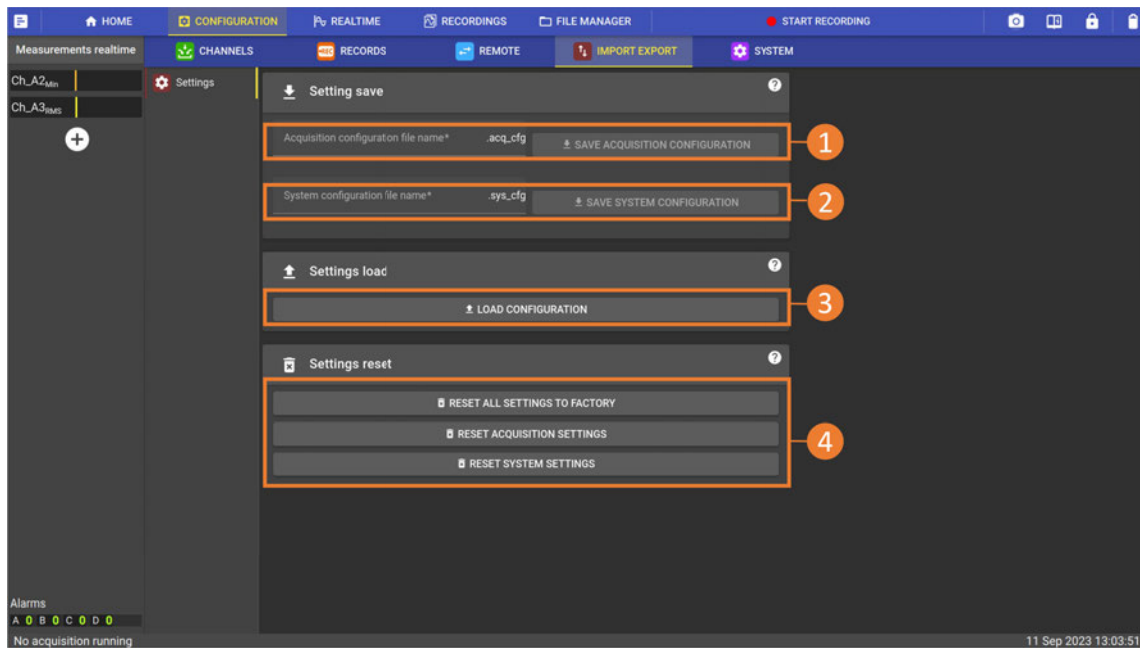 HOME CONFIGURATION REALTIME RECORDINGS FILE MANAGER START RECORDING
Measurements realtime CHANNELS REC RECORDS REMOTE IMPORT EXPORT SYSTEM
Ch_A2Min
Settings
Setting save ?
Ch_A3RMS
Acquisition configuration file name* .acq_cfg SAVE ACQUISITION CONFIGURATION 1
System configuration file name* .sys_cfg SAVE SYSTEM CONFIGURATION 2
Settings load ?
LOAD CONFIGURATION 3
Settings reset ?
RESET ALL SETTINGS TO FACTORY
RESET ACQUISITION SETTINGS 4
RESET SYSTEM SETTINGS
Alarms
A 0 B 0 C 0 D 0
No acquisition running 11 Sep 2023 13:03:51